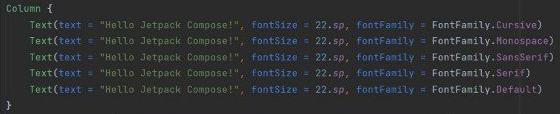 Column {
Text(text = "Hello Jetpack Compose!", fontSize = 22.sp, fontFamily = FontFamily.Cursive)
Text(text = "Hello Jetpack Compose!", fontSize = 22.sp, fontFamily = FontFamily.Monospace)
Text(text = "Hello Jetpack Compose!", fontSize = 22.sp, fontFamily = FontFamily.SansSerif)
Text(text = "Hello Jetpack Compose!", fontSize = 22.sp, fontFamily = FontFamily.Serif)
Text(text = "Hello Jetpack Compose!", fontSize = 22.sp, fontFamily = FontFamily.Default)
}